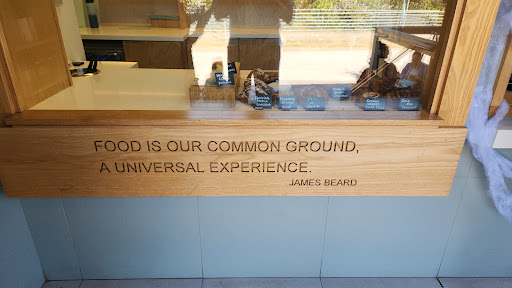 FOOD IS OUR COMMON GROUND,
A UNIVERSAL EXPERIENCE.
JAMES BEARD